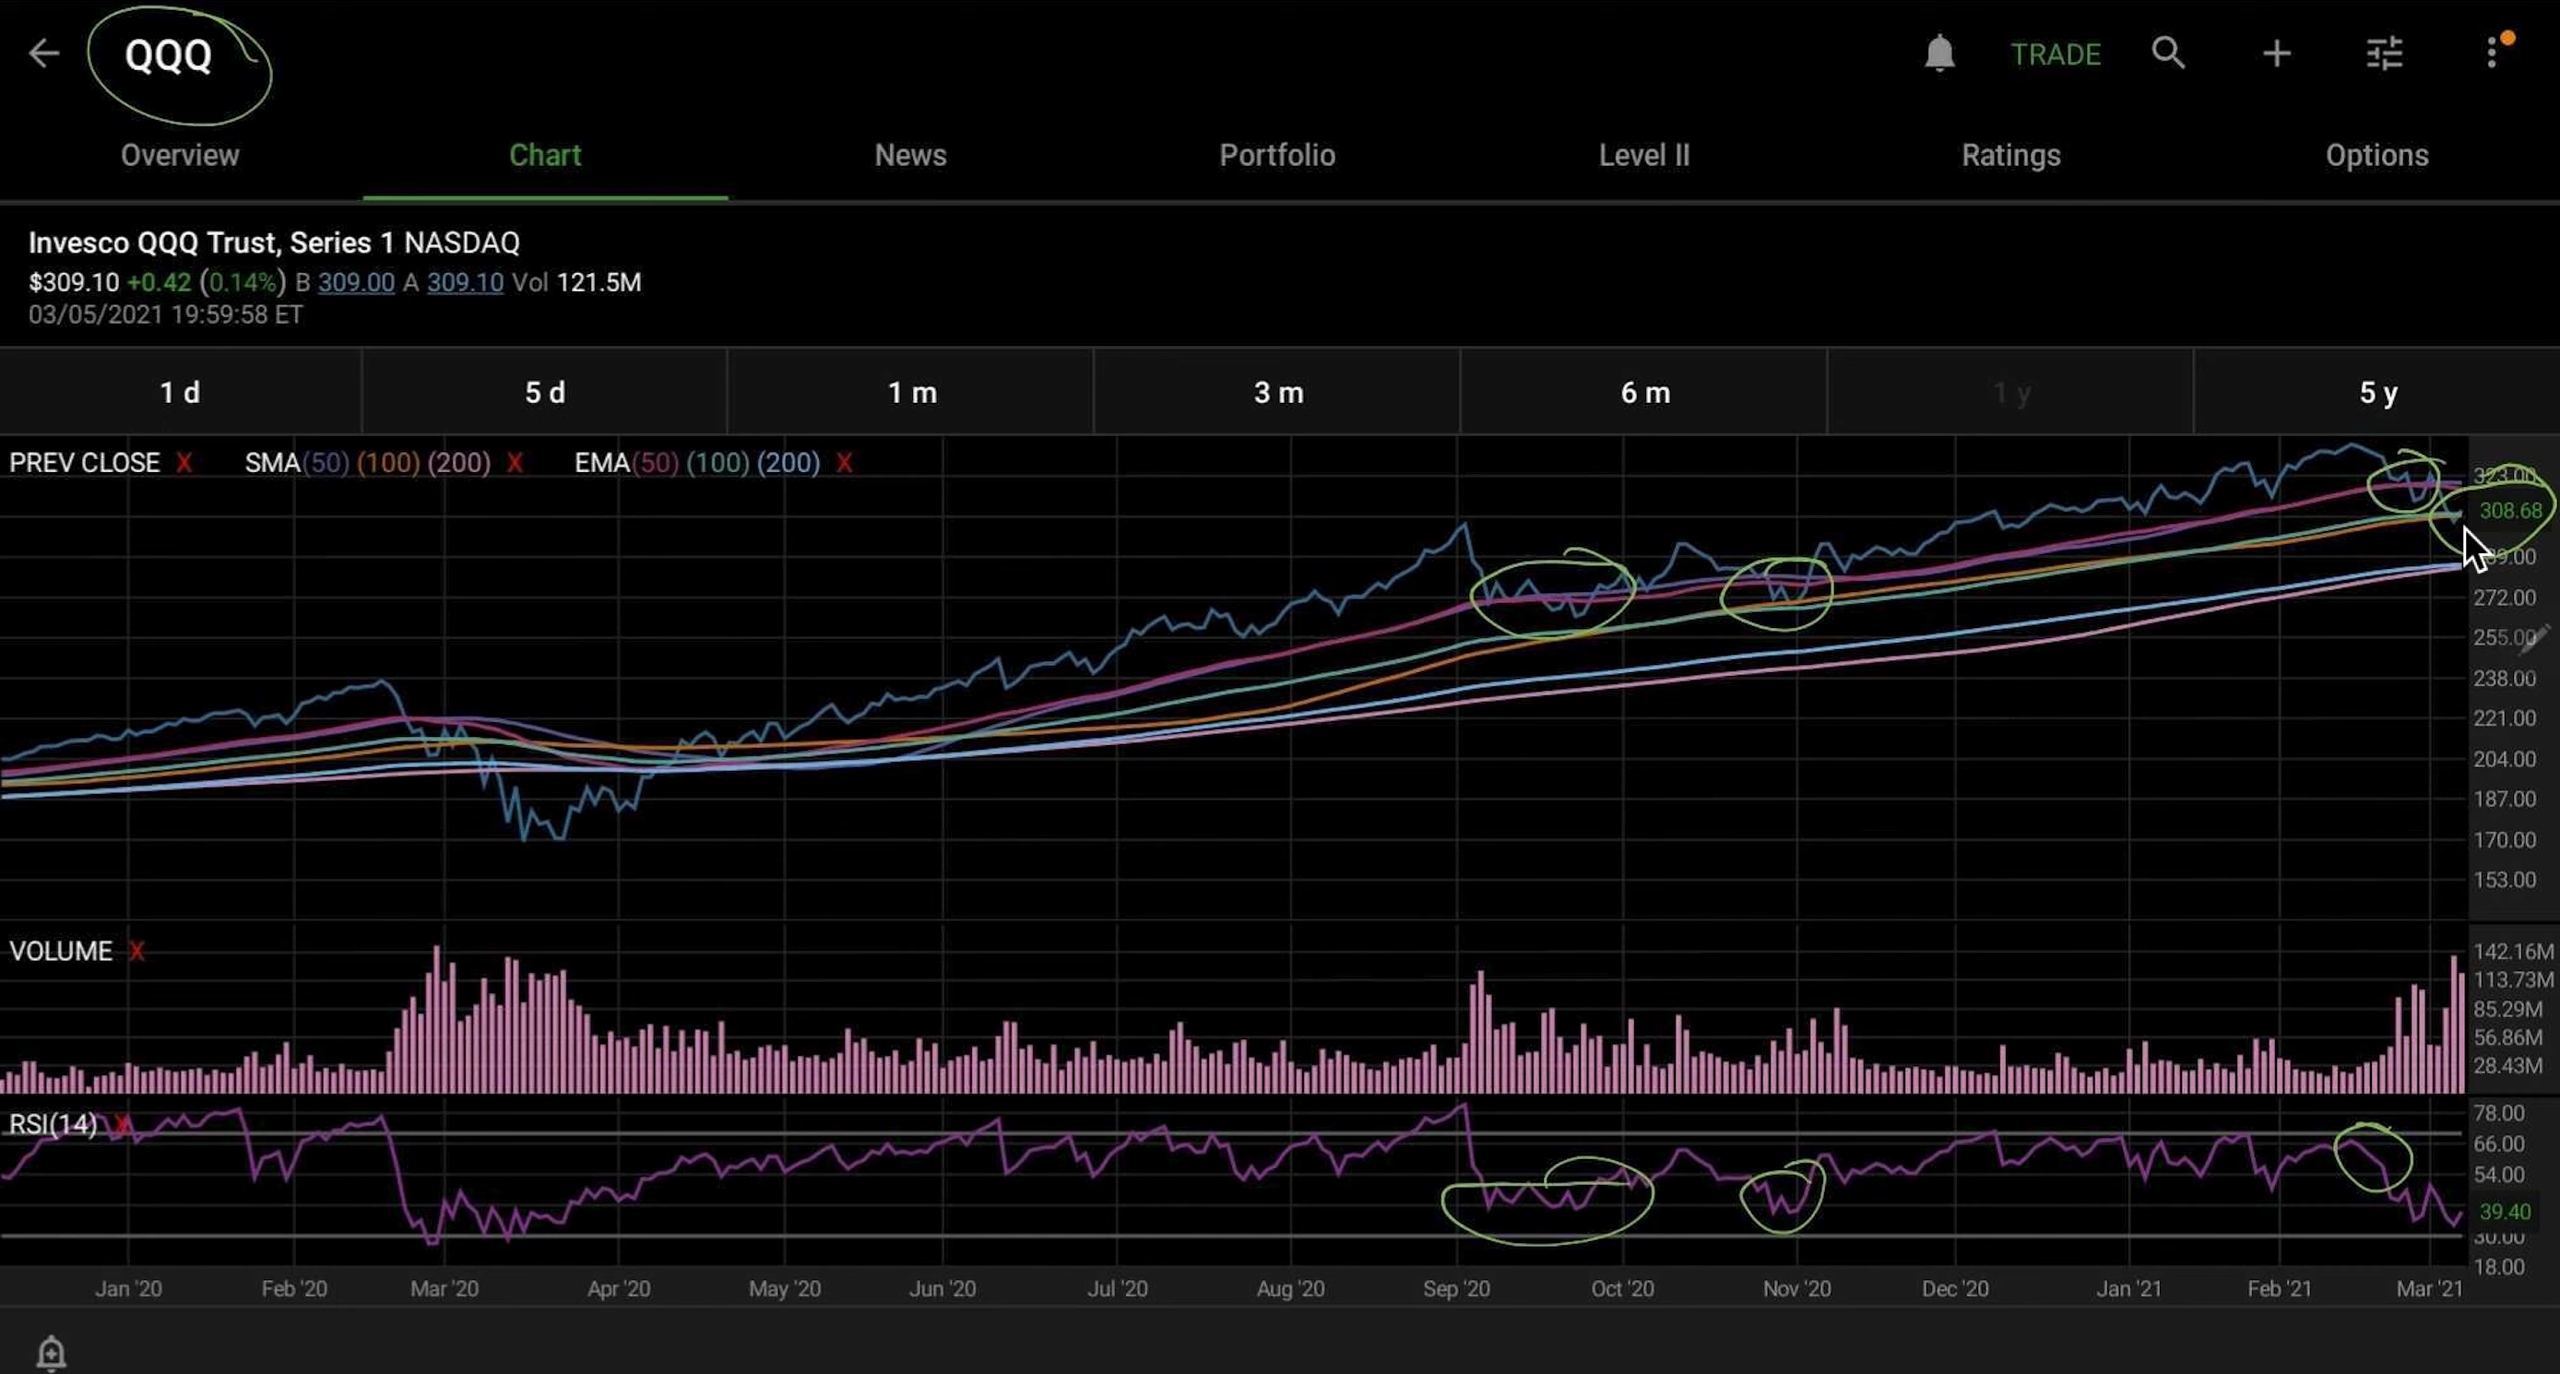 QQQ
TRADE
Overview Chart News Portfolio Level II Ratings Options
Invesco QQQ Trust, Series 1 NASDAQ
$309.10 +0.42 (0.14%) B 309.00 A 309.10 Vol 121.5M
03/05/2021 19:59:58 ET
1 d 5 d 1 m 3 m 6 m 1 y 5 y
PREV CLOSE X SMA(50) (100) (200) X EMA(50) (100) (200) X
323.00
308.68
272.00
255.00
238.00
221.00
204.00
187.00
170.00
153.00
VOLUME X
142.16M
113.73M
85.29M
56.86M
28.43M
RSI(14) X
78.00
66.00
54.00
39.40
30.00
18.00
Jan '20 Feb '20 Mar '20 Apr '20 May '20 Jun '20 Jul '20 Aug '20 Sep '20 Oct '20 Nov '20 Dec '20 Jan '21 Feb '21 Mar '21